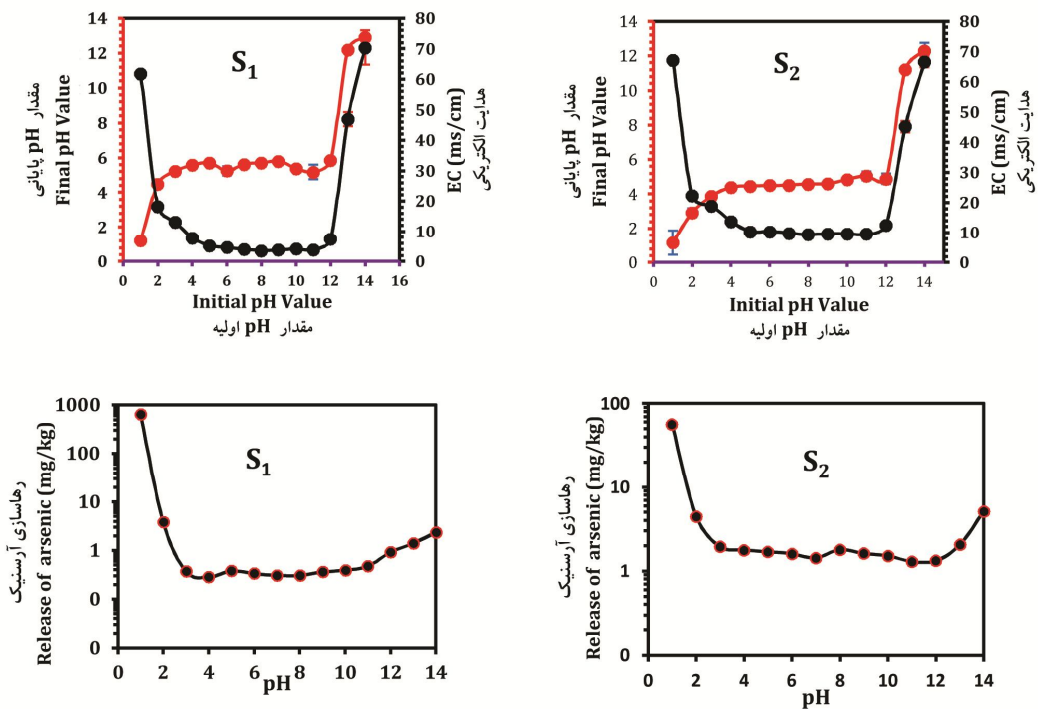 S1
مقدار pH پایانی
Final pH Value
14
12
10
8
6
4
2
0
0 2 4 6 8 10 12 14 16
80
70
60
50
40
30
20
10
0
EC (ms/cm)
هدایت الکتریکی
Initial pH Value
مقدار pH اولیه
S2
مقدار pH پایانی
Final pH Value
14
12
10
8
6
4
2
0
0 2 4 6 8 10 12 14
80
70
60
50
40
30
20
10
0
EC (ms/cm)
هدایت الکتریکی
Initial pH Value
مقدار pH اولیه
S1
رهاسازی آرسنیک
Release of arsenic (mg/kg)
1000
100
10
1
0
0
0 2 4 6 8 10 12 14
pH
S2
رهاسازی آرسنیک
Release of arsenic (mg/kg)
100
10
1
0
0 2 4 6 8 10 12 14
pH